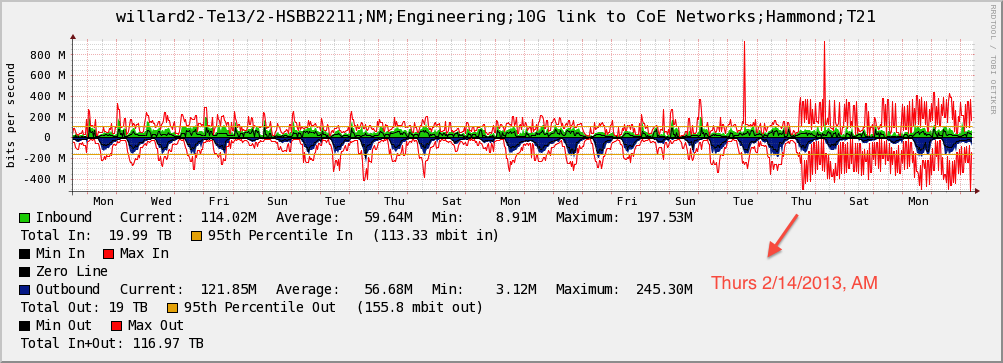 willard2-Te13/2-HSBB2211;NM;Engineering;10G link to CoE Networks;Hammond;T21
RRDTOOL / TOBI OETIKER
bits per second
800 M
600 M
400 M
200 M
0
-200 M
-400 M
Mon Wed Fri Sun Tue Thu Sat Mon Wed Fri Sun Tue Thu Sat Mon
Inbound Current: 114.02M Average: 59.64M Min: 8.91M Maximum: 197.53M
Total In: 19.99 TB 95th Percentile In (113.33 mbit in)
Min In Max In
Zero Line
Outbound Current: 121.85M Average: 56.68M Min: 3.12M Maximum: 245.30M
Total Out: 19 TB 95th Percentile Out (155.8 mbit out)
Min Out Max Out
Total In+Out: 116.97 TB
Thurs 2/14/2013, AM